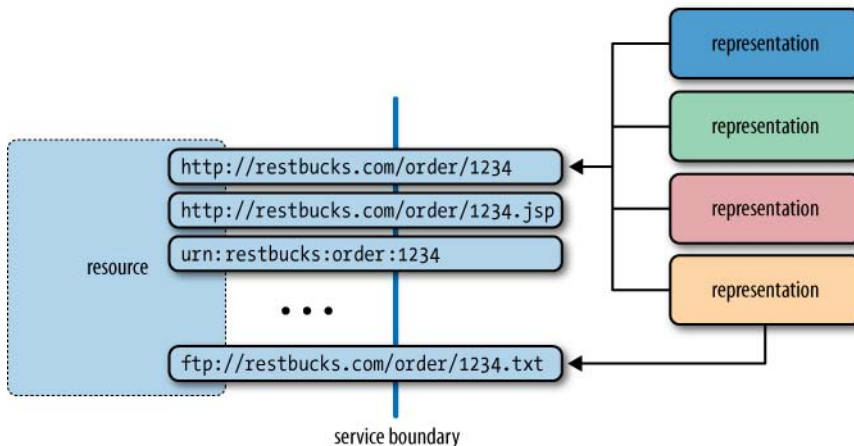 representation
representation
http://restbucks.com/order/1234
http://restbucks.com/order/1234.jsp
representation
urn:restbucks:order:1234
resource
representation
•••
ftp://restbucks.com/order/1234.txt
service boundary